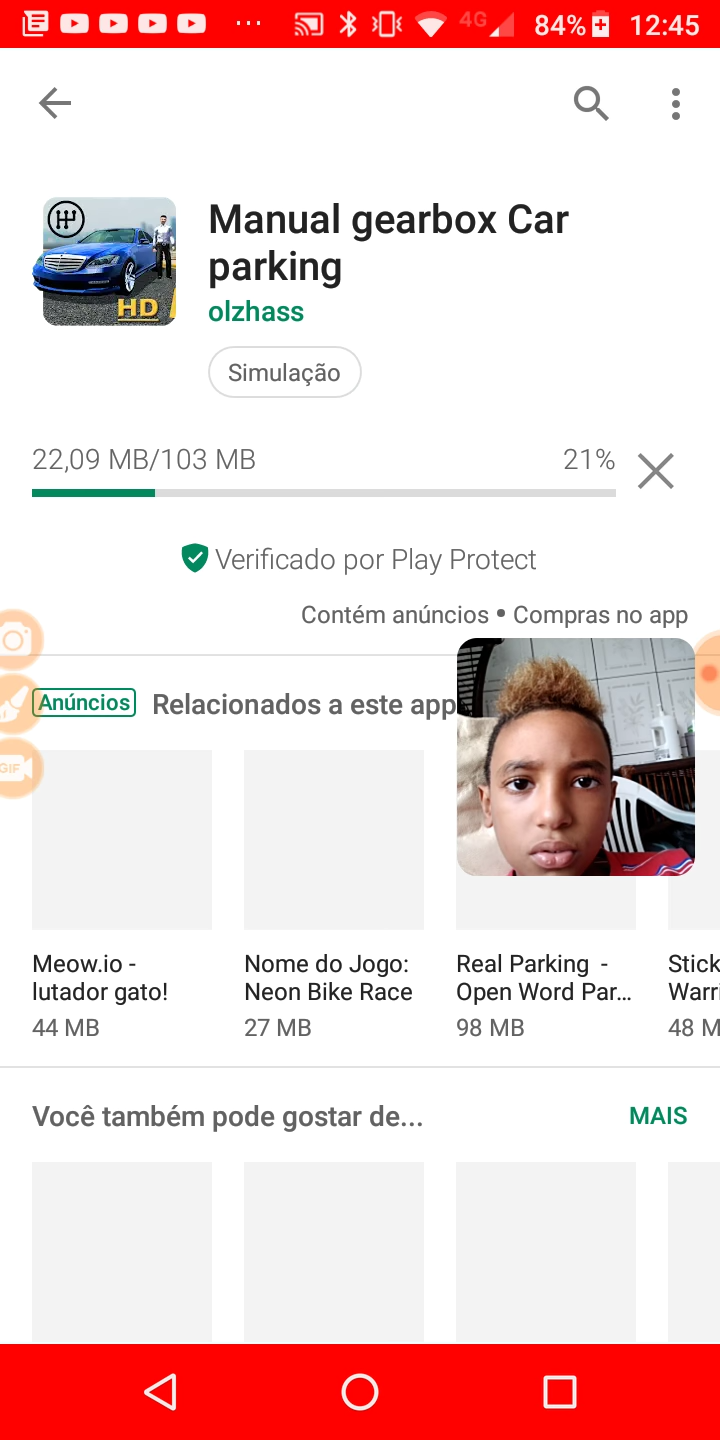 4G 84% 12:45
HD
Manual gearbox Car
parking
olzhass
Simulação
22,09 MB/103 MB 21%
Verificado por Play Protect
Contém anúncios • Compras no app
Anúncios Relacionados a este app
GIF
Meow.io -
lutador gato!
44 MB
Nome do Jogo:
Neon Bike Race
27 MB
Real Parking -
Open Word Par...
98 MB
Stick
Warri
48 M
Você também pode gostar de... MAIS